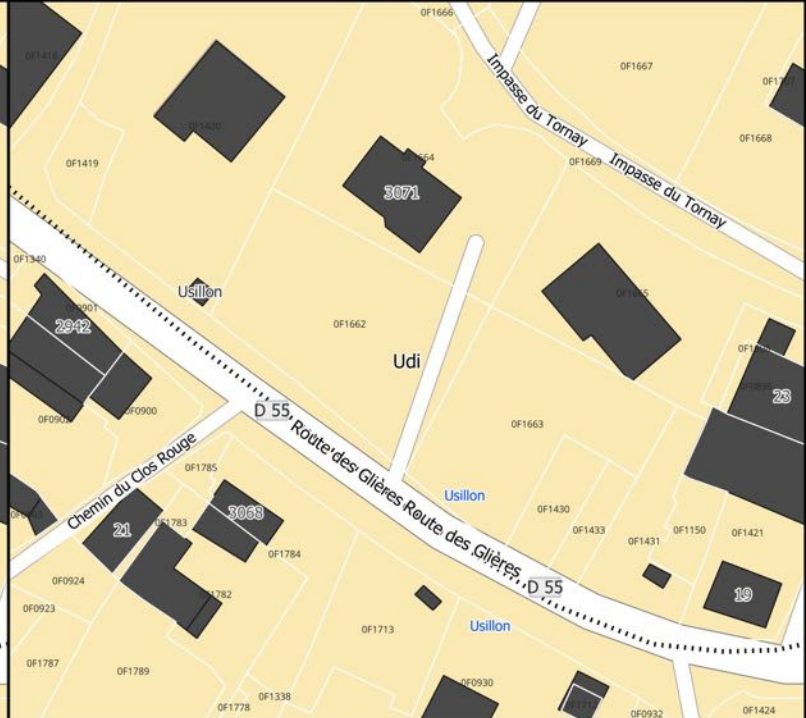 0F1666
0F1418
0F1667
0F1420
Impasse du Tornay
0F1668
0F1419
0F1664
0F1669
Impasse du Tornay
3071
0F1340
Usillon
0F1665
0F0901
2942
0F1662
Udi
23
0F0902
0F0900
D 55
0F1663
Route des Glières
Route des Glières
Chemin du Clos Rouge
0F1785
Usillon
0F1430
3068
21
0F1783
0F1433
0F1431
0F1150
0F1421
0F1784
0F0924
D 55
19
0F1782
0F0923
Usillon
0F1713
0F1787
0F1789
0F0930
0F1338
0F1778
0F0932
0F1424